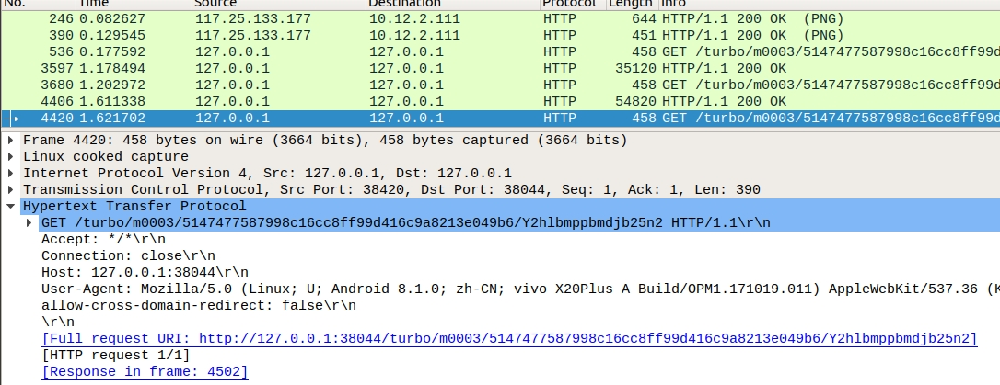 No. Time Source Destination Protocol Length Info
246 0.082627 117.25.133.177 10.12.2.111 HTTP 644 HTTP/1.1 200 OK (PNG)
390 0.129545 117.25.133.177 10.12.2.111 HTTP 451 HTTP/1.1 200 OK (PNG)
536 0.177592 127.0.0.1 127.0.0.1 HTTP 458 GET /turbo/m0003/5147477587998c16cc8ff99d
3597 1.178494 127.0.0.1 127.0.0.1 HTTP 35120 HTTP/1.1 200 OK
3680 1.202972 127.0.0.1 127.0.0.1 HTTP 458 GET /turbo/m0003/5147477587998c16cc8ff99d
4406 1.611338 127.0.0.1 127.0.0.1 HTTP 54820 HTTP/1.1 200 OK
4420 1.621702 127.0.0.1 127.0.0.1 HTTP 458 GET /turbo/m0003/5147477587998c16cc8ff99d
Frame 4420: 458 bytes on wire (3664 bits), 458 bytes captured (3664 bits)
Linux cooked capture
Internet Protocol Version 4, Src: 127.0.0.1, Dst: 127.0.0.1
Transmission Control Protocol, Src Port: 38420, Dst Port: 38044, Seq: 1, Ack: 1, Len: 390
Hypertext Transfer Protocol
GET /turbo/m0003/5147477587998c16cc8ff99d416c9a8213e049b6/Y2hlbmppbmdjb25n2 HTTP/1.1\r\n
Accept: */*\r\n
Connection: close\r\n
Host: 127.0.0.1:38044\r\n
User-Agent: Mozilla/5.0 (Linux; U; Android 8.1.0; zh-CN; vivo X20Plus A Build/OPM1.171019.011) AppleWebKit/537.36 (K
allow-cross-domain-redirect: false\r\n
\r\n
[Full request URI: http://127.0.0.1:38044/turbo/m0003/5147477587998c16cc8ff99d416c9a8213e049b6/Y2hlbmppbmdjb25n2]
[HTTP request 1/1]
[Response in frame: 4502]